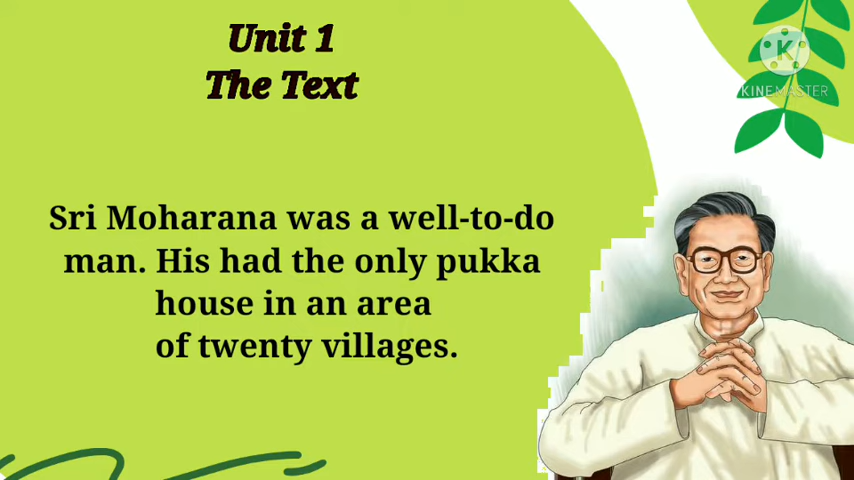 Unit 1
The Text
K
KINEMASTER
Sri Moharana was a well-to-do
man. His had the only pukka
house in an area
of twenty villages.